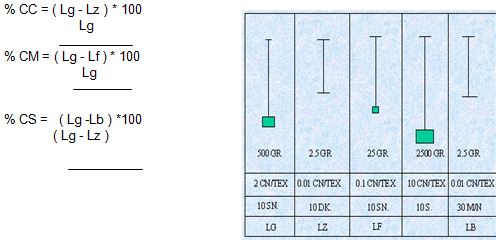 % CC = ( Lg - Lz ) * 100
Lg
% CM = ( Lg - Lf ) * 100
Lg
% CS = ( Lg -Lb ) *100
( Lg - Lz )
500 GR. 2.5 GR. 25 GR 2500 GR. 2.5 GR.
2 CN/TEX 0.01 CN/TEX 0.1 CN/TEX 10 CN/TEX 0.01 CN/TEX
10 SN. 10 DK. 10 SN. 10 S. 30 M/N
LG LZ LF LB